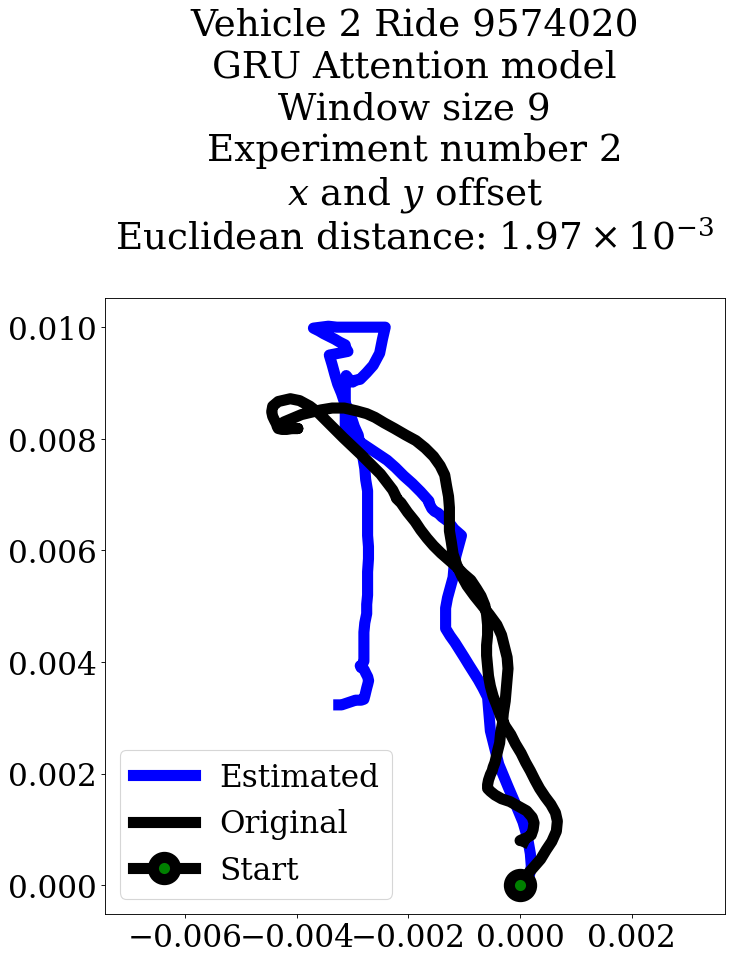 Vehicle 2 Ride 9574020
GRU Attention model
Window size 9
Experiment number 2
x and y offset
Euclidean distance: 1.97 × 10⁻³
0.010
0.008
0.006
0.004
0.002
0.000
Estimated
Original
Start
−0.006 −0.004 −0.002 0.000 0.002